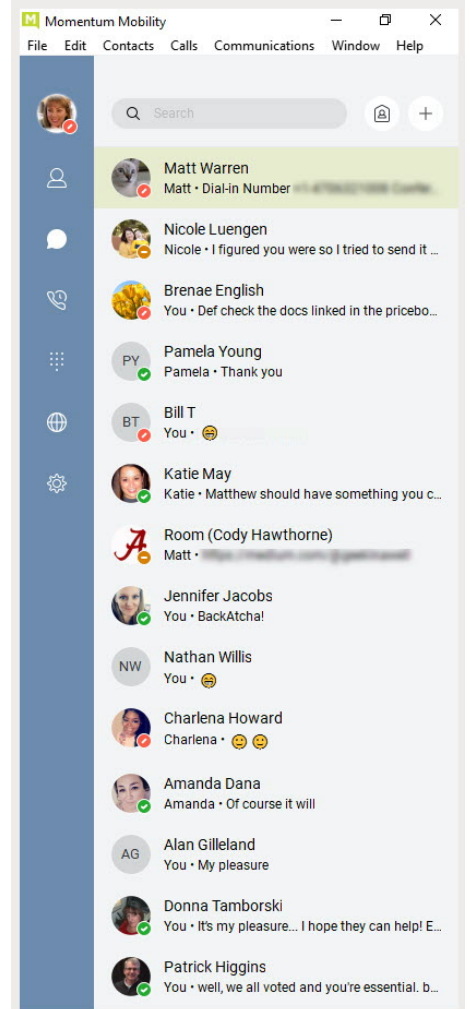 M Momentum Mobility
File Edit Contacts Calls Communications Window Help
Search
Matt Warren
Matt • Dial-in Number
Nicole Luengen
Nicole • I figured you were so I tried to send it ...
Brenae English
You • Def check the docs linked in the pricebo...
PY
Pamela Young
Pamela • Thank you
BT
Bill T
You • 🤭
Katie May
Katie • Matthew should have something you c...
A
Room (Cody Hawthorne)
Matt •
Jennifer Jacobs
You • BackAtcha!
NW
Nathan Willis
You • 🤭
Charlena Howard
Charlena • 🙂 🙂
Amanda Dana
Amanda • Of course it will
AG
Alan Gilleland
You • My pleasure
Donna Tamborski
You • It's my pleasure... I hope they can help! E...
Patrick Higgins
You • well, we all voted and you're essential. b...